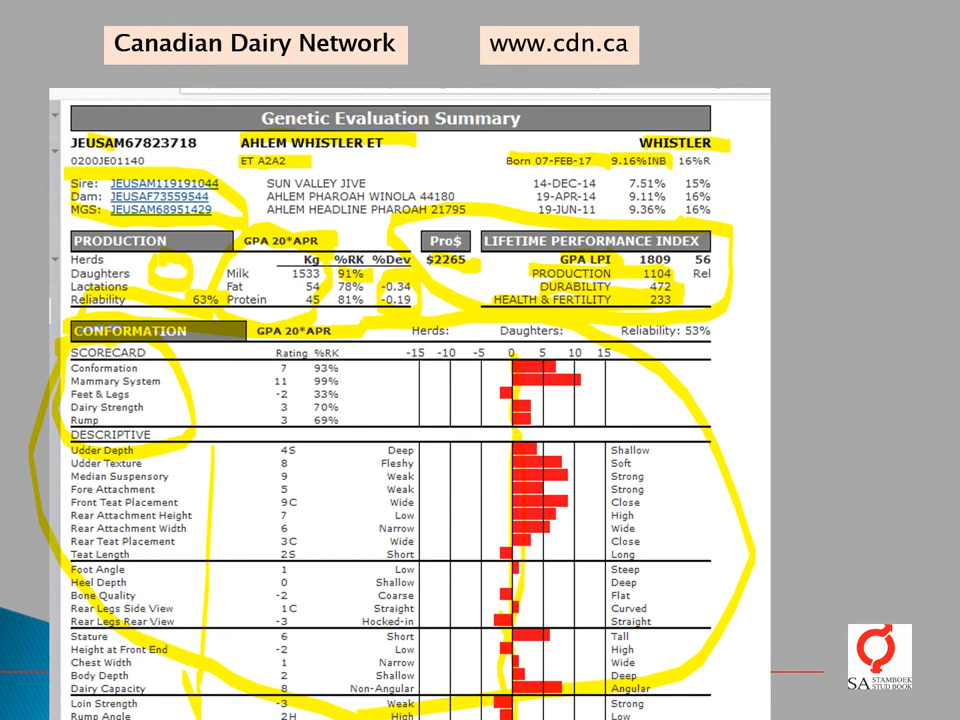 Canadian Dairy Network www.cdn.ca
Genetic Evaluation Summary
JEUSAM67823718 AHLEM WHISTLER ET WHISTLER
0200JE01140 ET A2A2 Born 07-FEB-17 9.16%INB 16%R
Sire: JEUSAM119191044 SUN VALLEY JIVE 14-DEC-14 7.51% 15%
Dam: JEUSAF73559544 AHLEM PHAROAH WINOLA 44180 19-APR-14 9.11% 16%
MGS: JEUSAM68951429 AHLEM HEADLINE PHAROAH 21795 19-JUN-11 9.36% 16%
PRODUCTION GPA 20*APR Pro$ LIFETIME PERFORMANCE INDEX
Herds Kg %RK %Dev $2265 GPA LPI 1809 56
Daughters Milk 1533 91% PRODUCTION 1104 Rel
Lactations Fat 54 78% -0.34 DURABILITY 472
Reliability 63% Protein 45 81% -0.19 HEALTH & FERTILITY 233
CONFORMATION GPA 20*APR Herds: Daughters: Reliability: 53%
SCORECARD Rating %RK -15 -10 -5 0 5 10 15
Conformation 7 93%
Mammary System 11 99%
Feet & Legs -2 33%
Dairy Strength 3 70%
Rump 3 69%
DESCRIPTIVE
Udder Depth 4S Deep Shallow
Udder Texture 8 Fleshy Soft
Median Suspensory 9 Weak Strong
Fore Attachment 5 Weak Strong
Front Teat Placement 9C Wide Close
Rear Attachment Height 7 Low High
Rear Attachment Width 6 Narrow Wide
Rear Teat Placement 3C Wide Close
Teat Length 2S Short Long
Foot Angle 1 Low Steep
Heel Depth 0 Shallow Deep
Bone Quality -2 Coarse Flat
Rear Legs Side View 1C Straight Curved
Rear Legs Rear View -3 Hocked-in Straight
Stature 6 Short Tall
Height at Front End -2 Low High
Chest Width 1 Narrow Wide
Body Depth 2 Shallow Deep
Dairy Capacity 8 Non-Angular Angular
Loin Strength -3 Weak Strong
Rump Angle 2H High Low
SA STAMBOEK
STUD BOOK